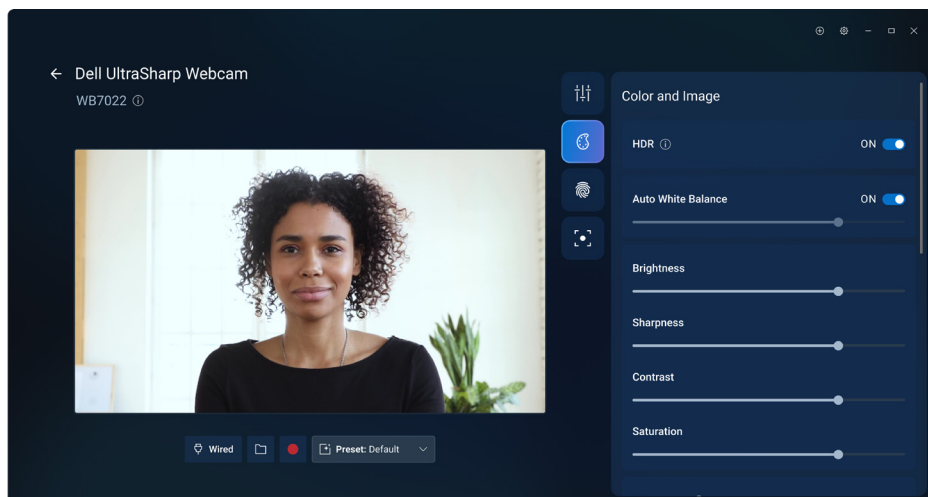 Dell UltraSharp Webcam
WB7022
Color and Image
HDR ON
Auto White Balance ON
Brightness
Sharpness
Contrast
Saturation
Wired
Preset: Default